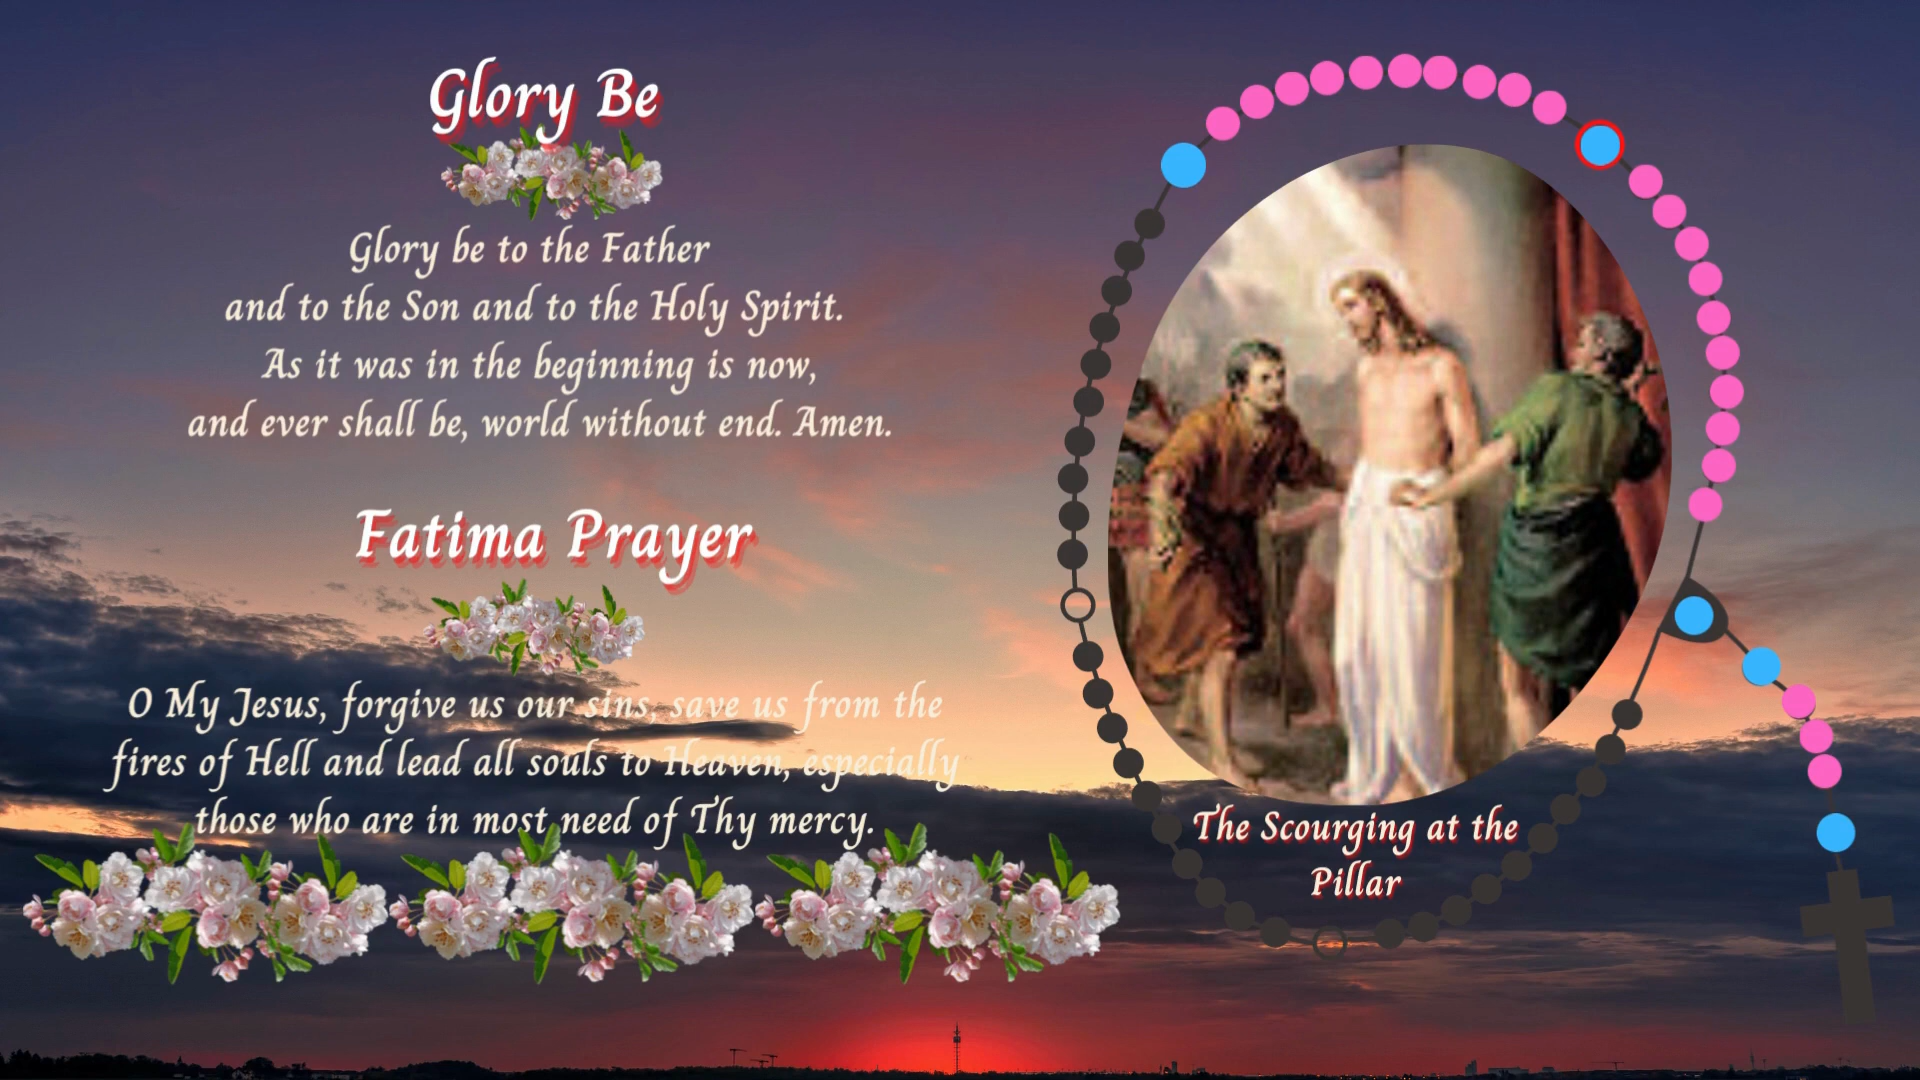 Glory Be
Glory be to the Father
and to the Son and to the Holy Spirit.
As it was in the beginning is now,
and ever shall be, world without end. Amen.
Fatima Prayer
O My Jesus, forgive us our sins, save us from the
fires of Hell and lead all souls to Heaven, especially
those who are in most need of Thy mercy.
The Scourging at the
Pillar